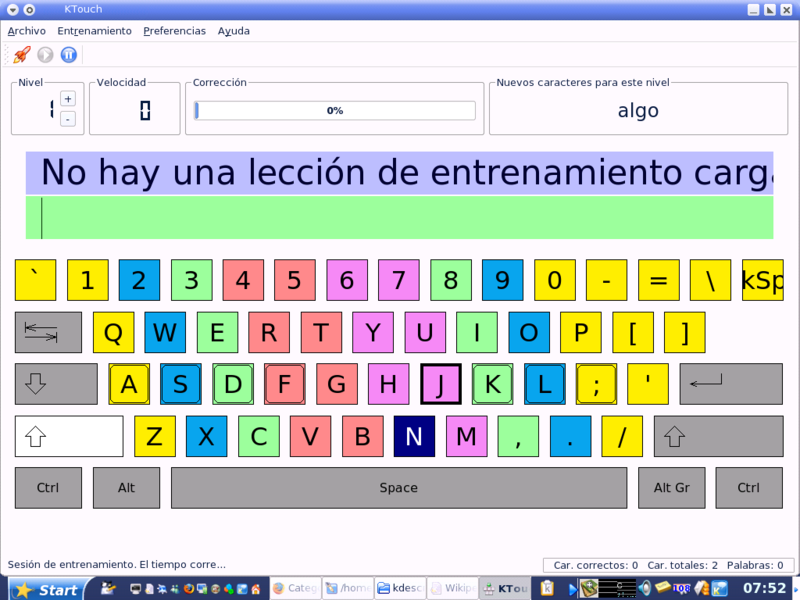 KTouch
Archivo Entrenamiento Preferencias Ayuda
Nivel Velocidad Corrección Nuevos caracteres para este nivel
1 + - 0 0% algo
No hay una lección de entrenamiento carga
` 1 2 3 4 5 6 7 8 9 0 - = \ kSp
Q W E R T Y U I O P [ ]
A S D F G H J K L ; '
Z X C V B N M , . /
Ctrl Alt Space Alt Gr Ctrl
Sesión de entrenamiento. El tiempo corre... Car. correctos: 0 Car. totales: 2 Palabras: 0
Start Categ /home kdesc Wikip KTou 07:52